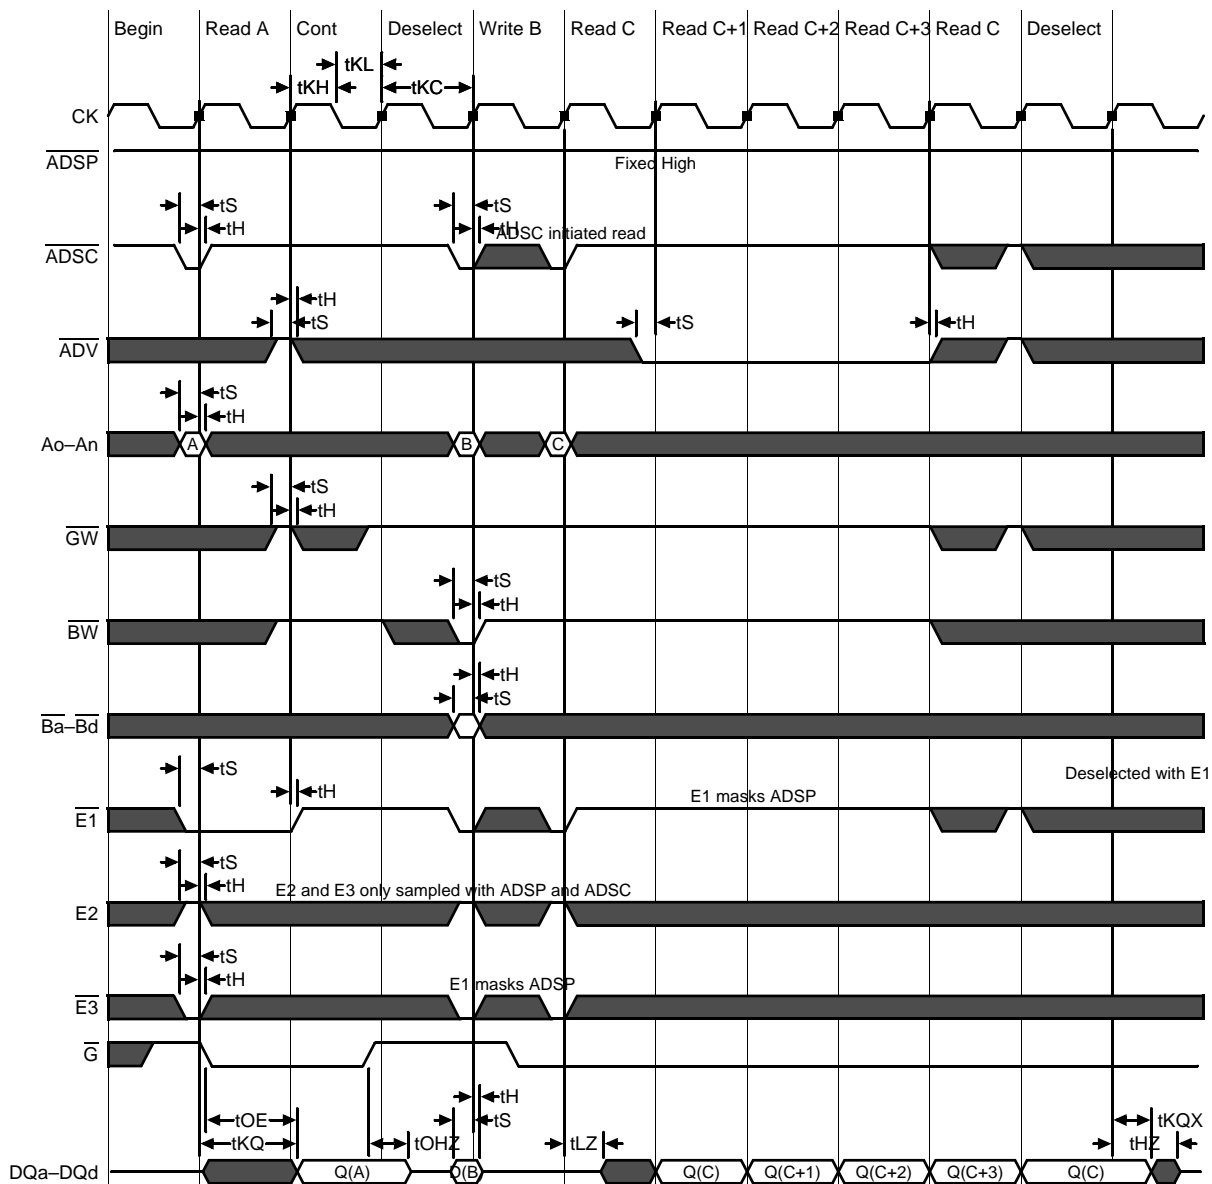 Begin Read A Cont Deselect Write B Read C Read C+1 Read C+2 Read C+3 Read C Deselect
tKL
tKH tKC
CK
ADSP Fixed High
tS tS
tH tH
ADSC ADSC initiated read
tH
tS tS tH
ADV
tS
tH
Ao–An A B C
tS
tH
GW
tS
tH
BW
tH
tS
Ba–Bd
tS Deselected with E1
tH
E1 E1 masks ADSP
tS
tH
E2 and E3 only sampled with ADSP and ADSC
E2
tS
tH E1 masks ADSP
E3
G
tH
tOE tS tKQX
tKQ tOHZ tLZ tHZ
DQa–DQd Q(A) D(B Q(C) Q(C+1) Q(C+2) Q(C+3) Q(C)